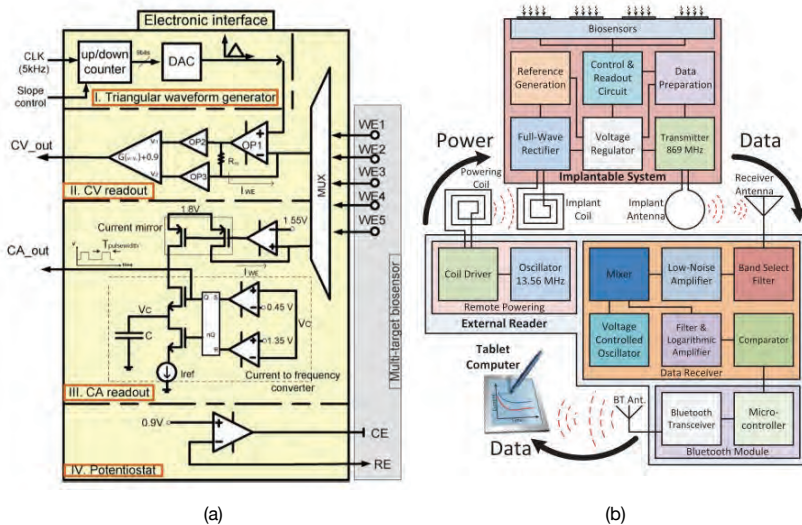 (a)
Electronic interface
CLK
(5kHz)
up/down
counter
9bits
DAC
Slope
control
I. Triangular waveform generator
CV_out
G(v1-v2)+0.9
V1
V2
OP2
OP3
OP1
IWE
II. CV readout
MUX
WE1
WE2
WE3
WE4
WE5
Multi-target biosensor
1.8V
Current mirror
1.55V
CA_out
Tpulsewidth
IWE
VC
C
Q
S
nQ
R
0.45 V
VC
1.35 V
Iref
Current to frequency
converter
III. CA readout
0.9V
CE
RE
IV. Potentiostat
(b)
Biosensors
Reference
Generation
Control &
Readout
Circuit
Data
Preparation
Full-Wave
Rectifier
Voltage
Regulator
Transmitter
869 MHz
Implantable System
Power
Data
Powering
Coil
Implant
Coil
Implant
Antenna
Receiver
Antenna
Coil Driver
Oscillator
13.56 MHz
Remote Powering
External Reader
Mixer
Low-Noise
Amplifier
Band Select
Filter
Voltage
Controlled
Oscillator
Filter &
Logarithmic
Amplifier
Comparator
Data Receiver
Tablet
Computer
Data
BT Ant.
Bluetooth
Transceiver
Micro-
controller
Bluetooth Module